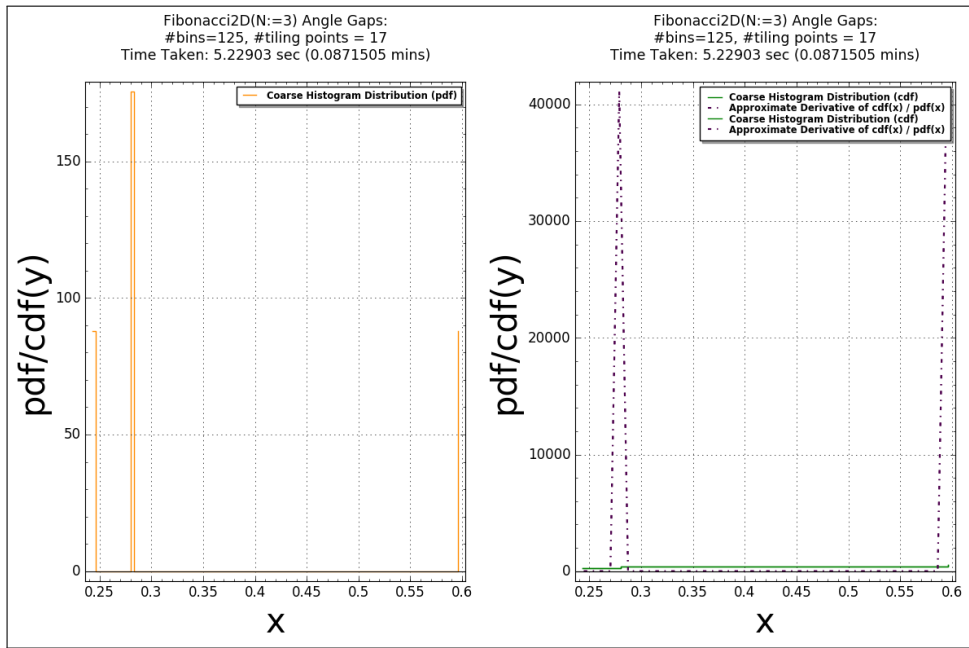 Fibonacci2D(N:=3) Angle Gaps:
#bins=125, #tiling points = 17
Time Taken: 5.22903 sec (0.0871505 mins)
Coarse Histogram Distribution (pdf)
150
100
50
0
pdf/cdf(y)
0.25 0.3 0.35 0.4 0.45 0.5 0.55 0.6
x
Fibonacci2D(N:=3) Angle Gaps:
#bins=125, #tiling points = 17
Time Taken: 5.22903 sec (0.0871505 mins)
Coarse Histogram Distribution (cdf)
Approximate Derivative of cdf(x) / pdf(x)
Coarse Histogram Distribution (cdf)
Approximate Derivative of cdf(x) / pdf(x)
40000
30000
20000
10000
0
pdf/cdf(y)
0.25 0.3 0.35 0.4 0.45 0.5 0.55 0.6
x